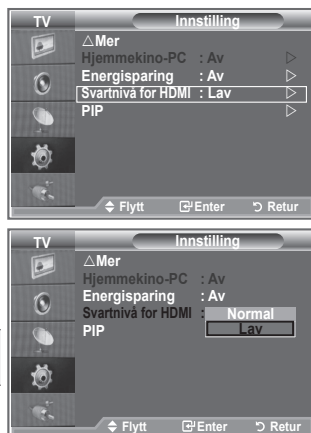 TV Innstilling
△Mer
Hjemmekino-PC : Av
Energisparing : Av
Svartnivå for HDMI : Lav
PIP
Flytt Enter Retur
TV Innstilling
△Mer
Hjemmekino-PC : Av
Energisparing : Av
Svartnivå for HDMI : Normal
PIP Lav
Flytt Enter Retur